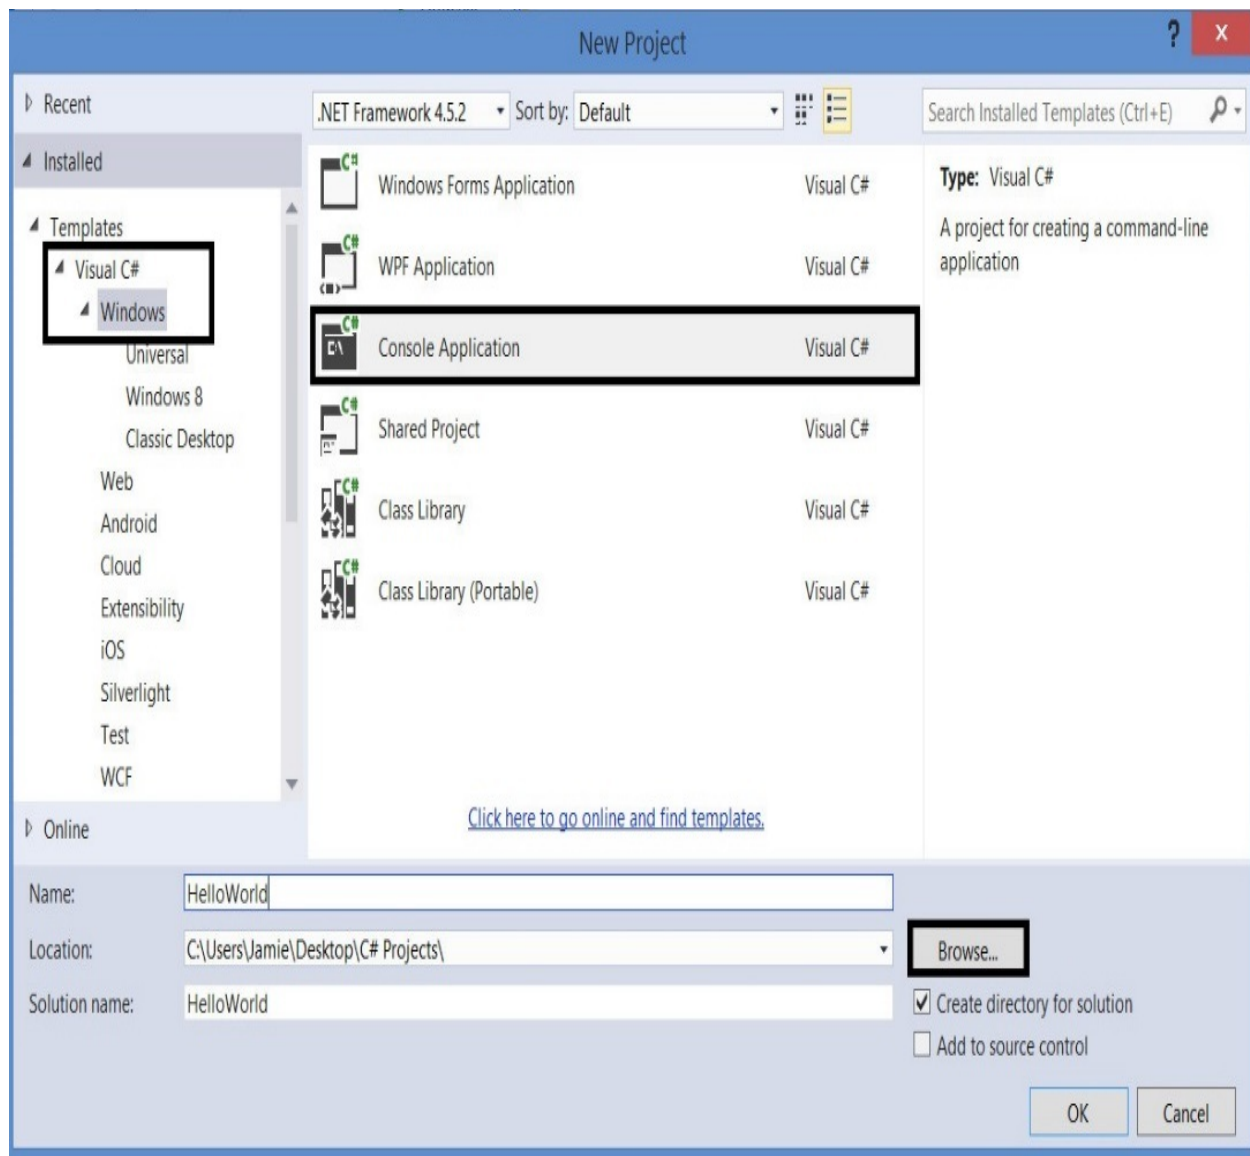 New Project
?
X
Recent
.NET Framework 4.5.2
Sort by:
Default
Search Installed Templates (Ctrl+E)
Installed
Templates
Visual C#
Windows
Universal
Windows 8
Classic Desktop
Web
Android
Cloud
Extensibility
iOS
Silverlight
Test
WCF
Online
C#
Windows Forms Application
Visual C#
C#
WPF Application
Visual C#
C#
C:\
Console Application
Visual C#
C#
Shared Project
Visual C#
C#
Class Library
Visual C#
C#
Class Library (Portable)
Visual C#
Click here to go online and find templates.
Type: Visual C#
A project for creating a command-line
application
Name:
HelloWorld
Location:
C:\Users\Jamie\Desktop\C# Projects\
Browse...
Solution name:
HelloWorld
Create directory for solution
Add to source control
OK
Cancel